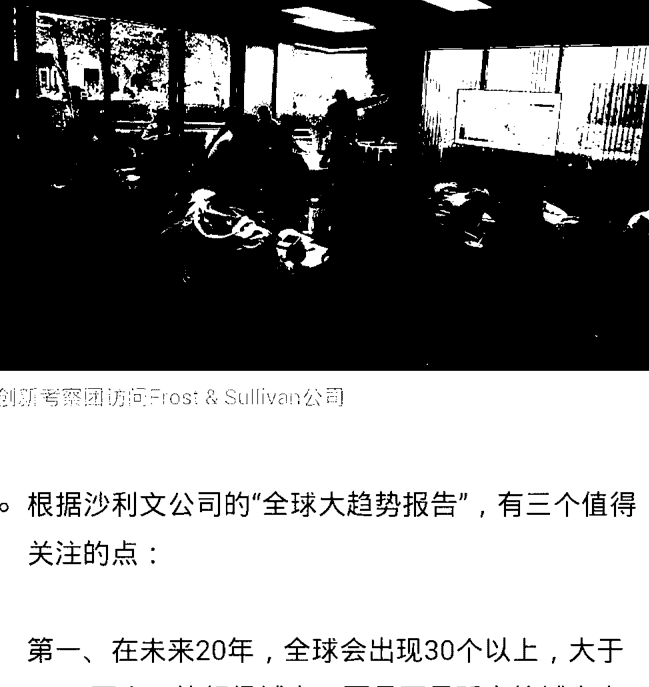 创新考察团访问Frost & Sullivan公司
。根据沙利文公司的“全球大趋势报告”，有三个值得
关注的点：
第一、在未来20年，全球会出现30个以上，大于